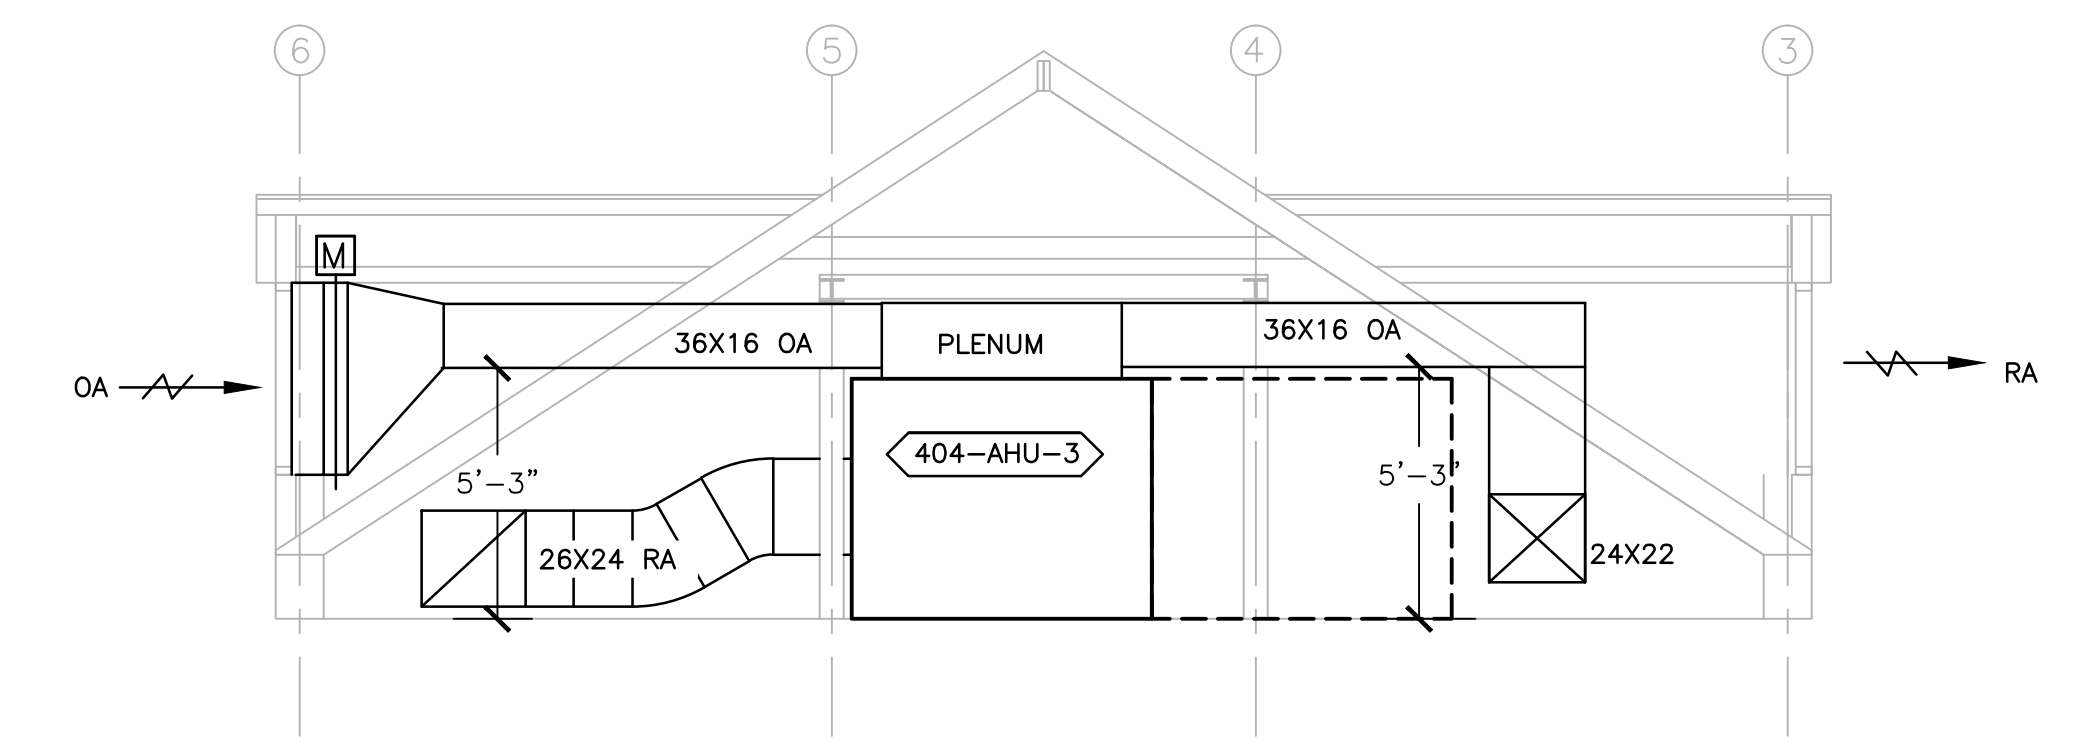 6 5 4 3
M
36X16 OA
PLENUM
36X16 OA
OA
RA
404-AHU-3
5'-3"
5'-3'
26X24 RA
24X22